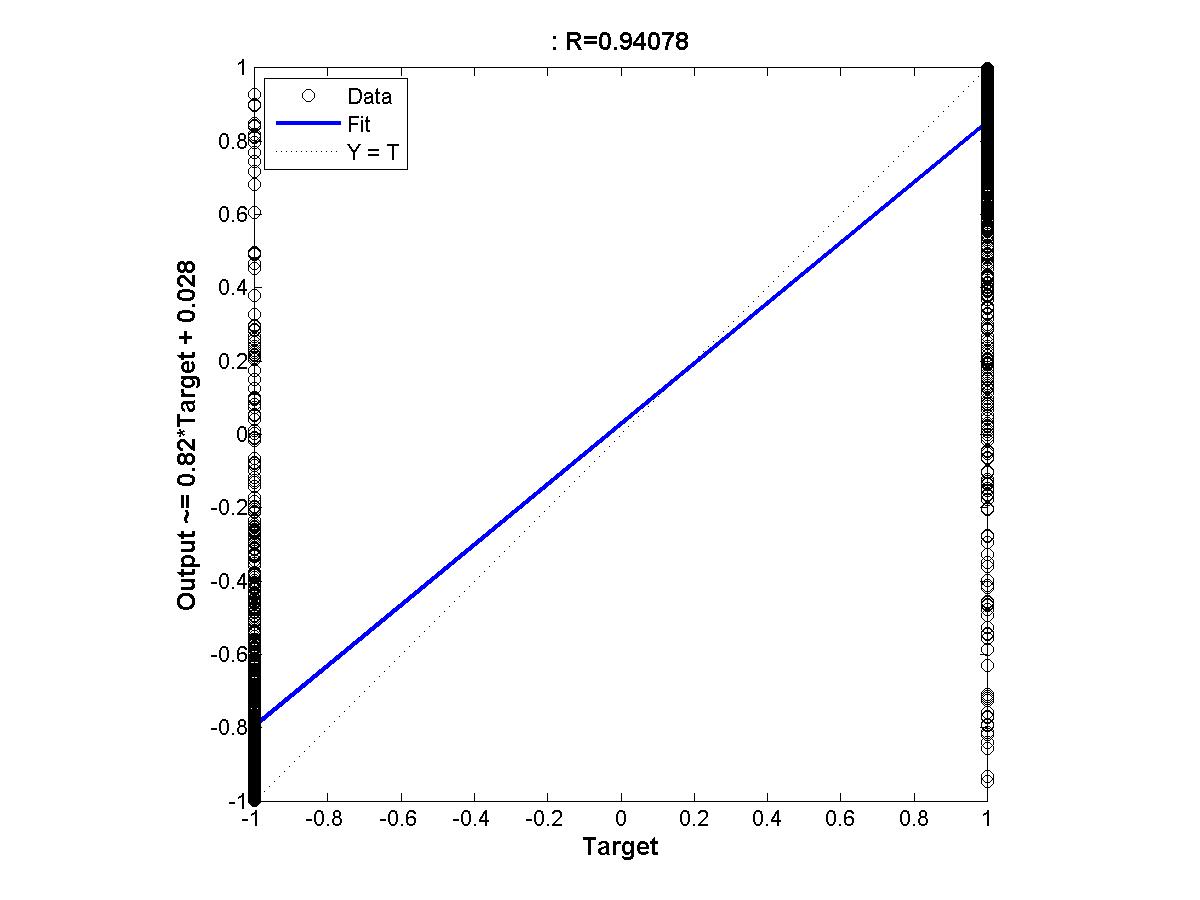 : R=0.94078
Data
Fit
Y = T
1
0.8
0.6
0.4
0.2
0
-0.2
-0.4
-0.6
-0.8
-1
Output ~= 0.82*Target + 0.028
-1 -0.8 -0.6 -0.4 -0.2 0 0.2 0.4 0.6 0.8 1
Target